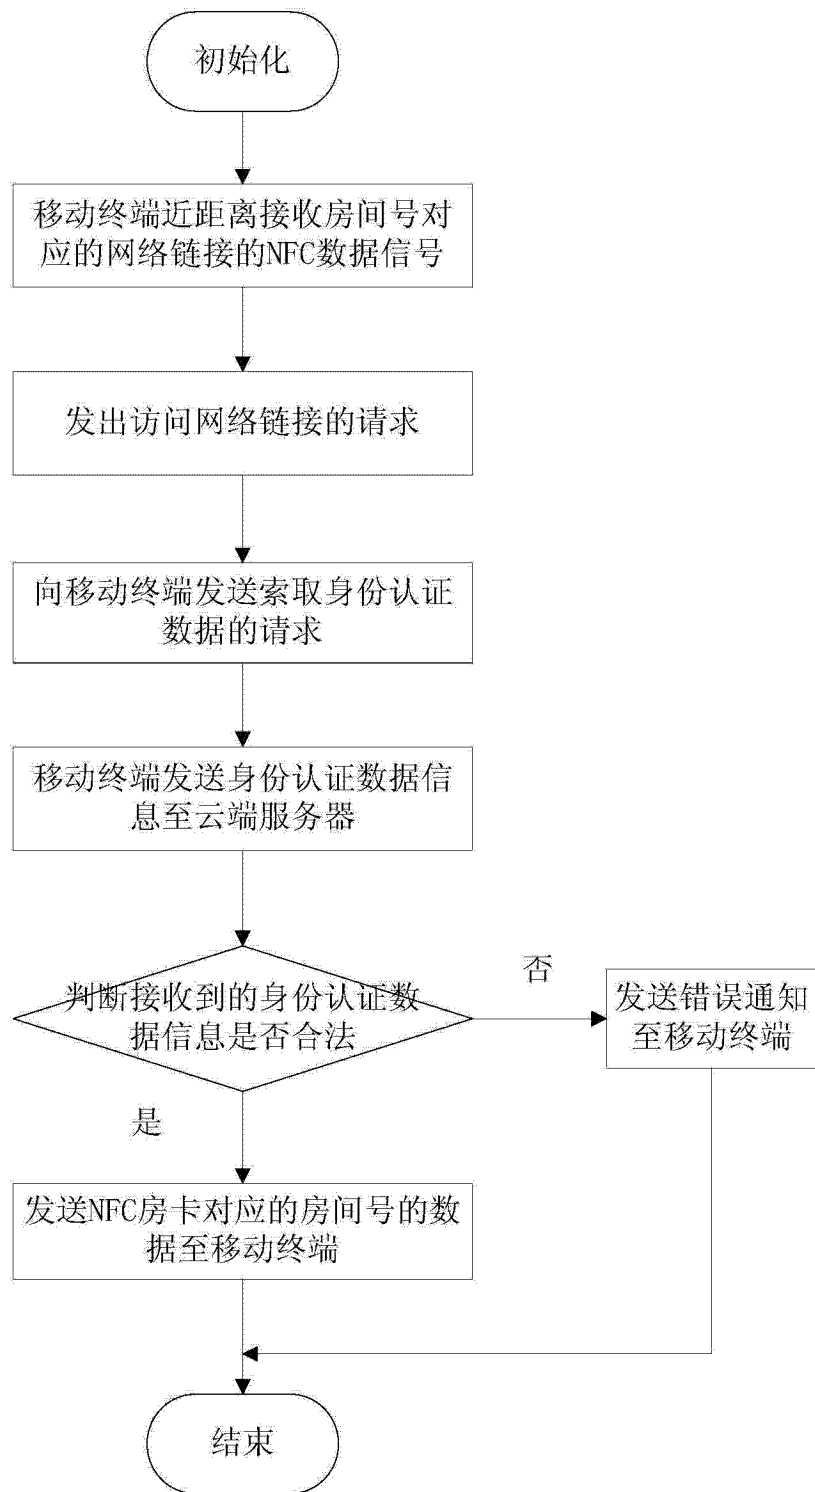 初始化
移动终端近距离接收房间号对
应的网络链接的NFC数据信号
发出访问网络链接的请求
向移动终端发送索取身份认证
数据的请求
移动终端发送身份认证数据信
息至云端服务器
判断接收到的身份认证数
据信息是否合法
否
发送错误通知
至移动终端
是
发送NFC房卡对应的房间号的数
据至移动终端
结束